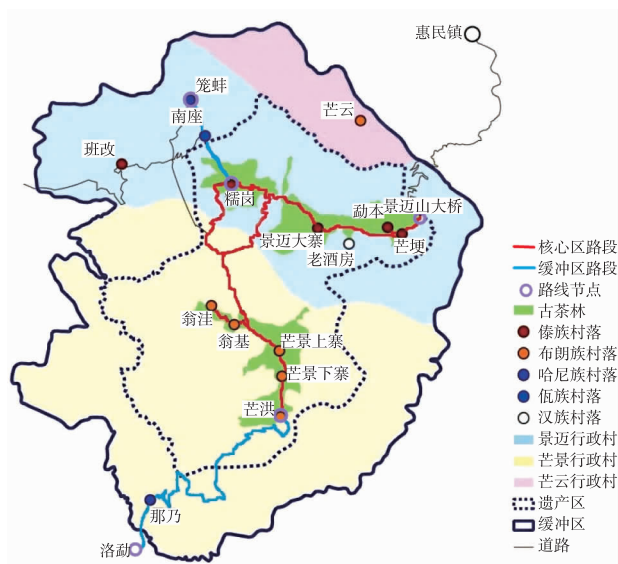 惠民镇
笼蚌
南座
芒云
班改
糯岗
勐本
景迈山大桥
景迈大寨
老酒房
芒埂
翁洼
翁基
芒景上寨
芒景下寨
芒洪
那乃
洛勐
核心区路段
缓冲区路段
路线节点
古茶林
傣族村落
布朗族村落
哈尼族村落
佤族村落
汉族村落
景迈行政村
芒景行政村
芒云行政村
遗产区
缓冲区
道路